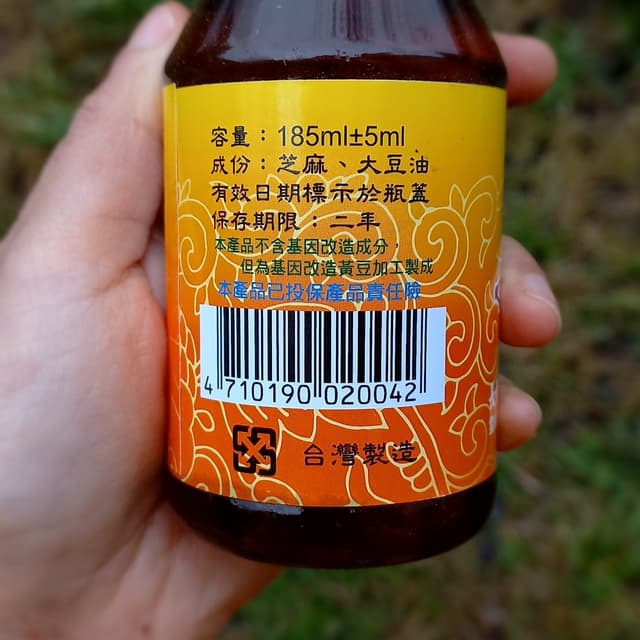 容量：185ml±5ml
成份：芝麻、大豆油
有效日期標示於瓶蓋
保存期限：二年
本產品不含基因改造成分，
但為基因改造黃豆加工製成
本產品已投保產品責任險
4 710190 020042
台灣製造